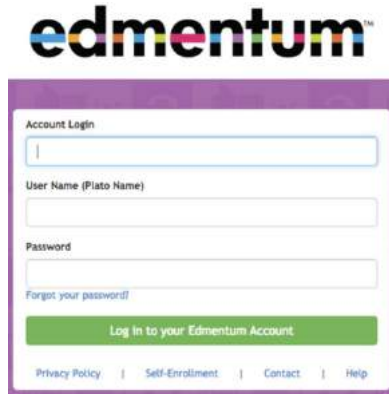 edmentum™
Account Login
User Name (Plato Name)
Password
Forgot your password?
Log in to your Edmentum Account
Privacy Policy | Self-Enrollment | Contact | Help